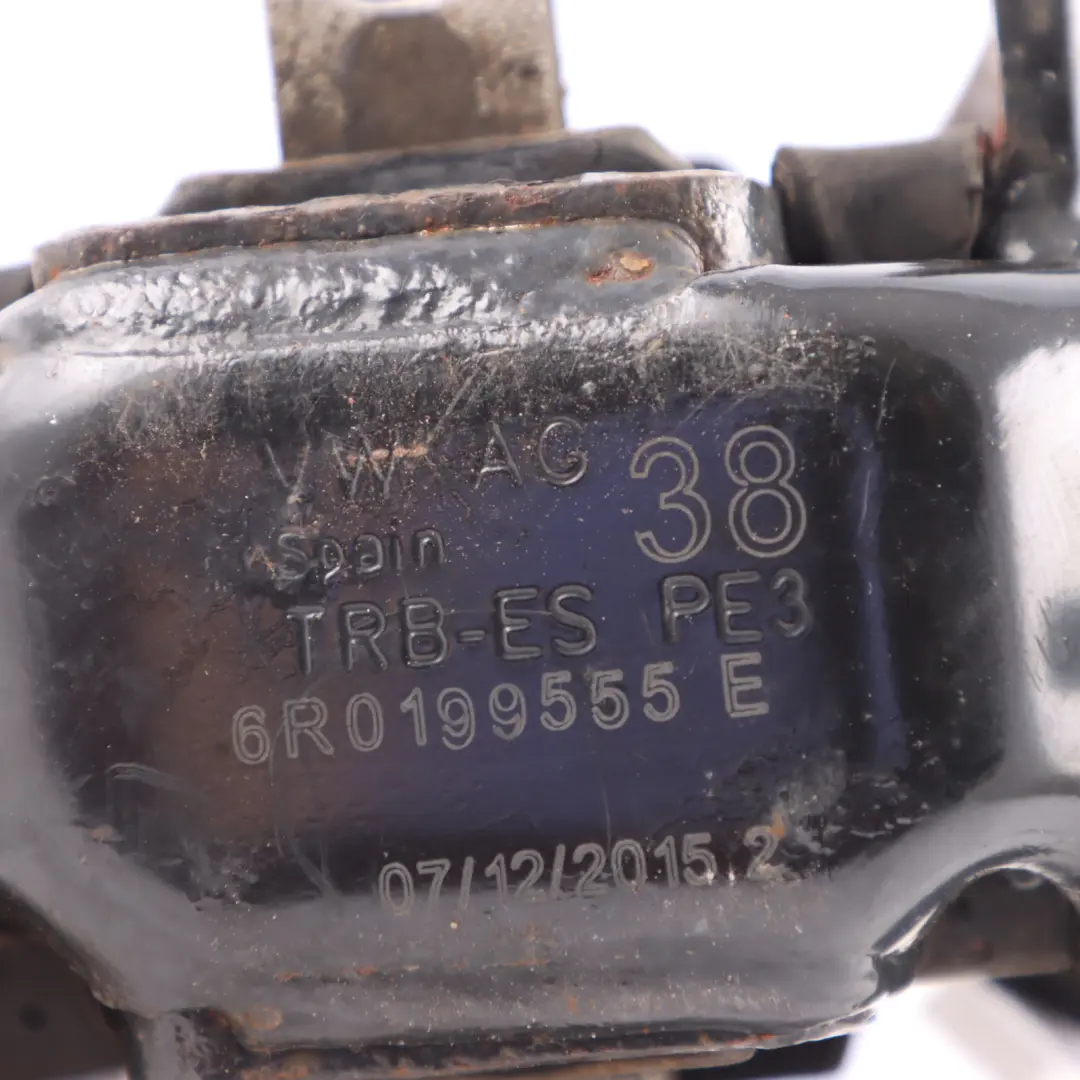 VW AG 38
Spain
TRB-ES PE3
6R0199555 E
07/12/2015 2